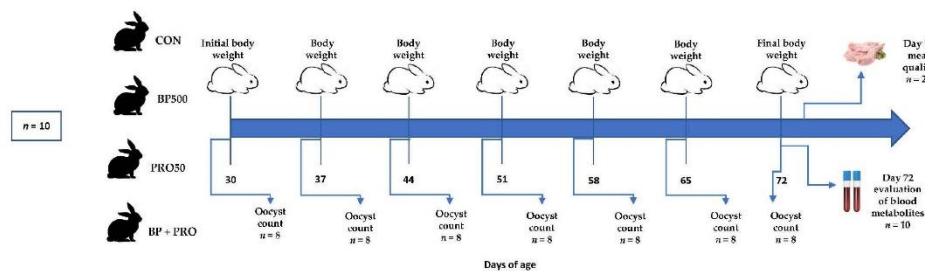 CON
BP500
n = 10
PRO50
BP + PRO
Initial body
weight
Body
weight
Body
weight
Body
weight
Body
weight
Body
weight
Final body
weight
30
37
44
51
58
65
72
Oocyst
count
n = 8
Oocyst
count
n = 8
Oocyst
count
n = 8
Oocyst
count
n = 8
Oocyst
count
n = 8
Oocyst
count
n = 8
Oocyst
count
n = 8
Day
Day 72
evaluation
of blood
metabolites
n = 10
Days of age